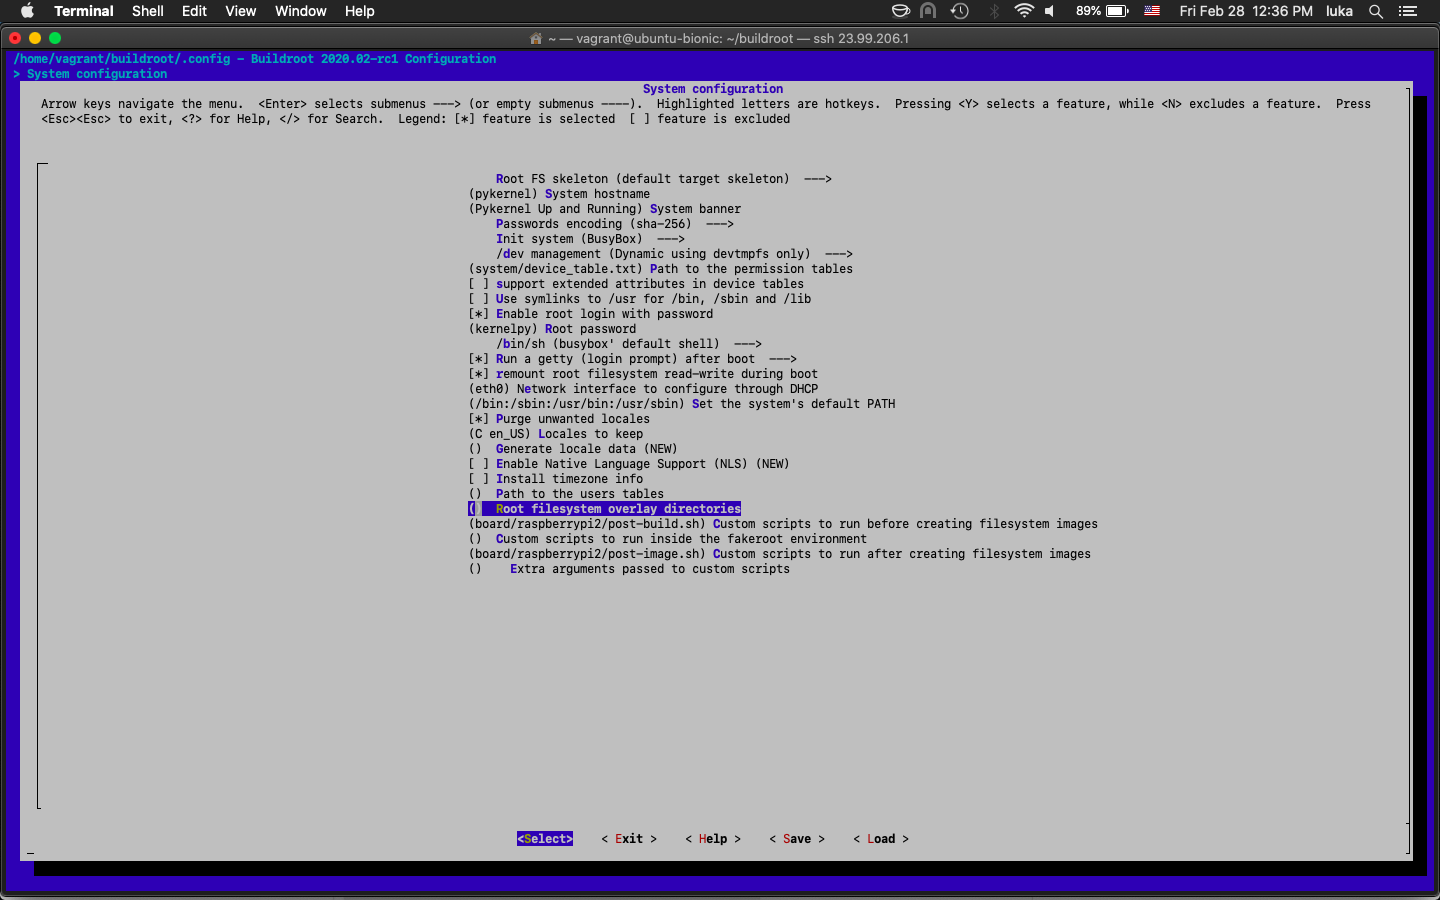 Terminal Shell Edit View Window Help 89% Fri Feb 28 12:36 PM luka
~ — vagrant@ubuntu-bionic: ~/buildroot — ssh 23.99.206.1
/home/vagrant/buildroot/.config - Buildroot 2020.02-rc1 Configuration
> System configuration
System configuration
Arrow keys navigate the menu.  <Enter> selects submenus ---> (or empty submenus ----).  Highlighted letters are hotkeys.  Pressing <Y> selects a feature, while <N> excludes a feature.  Press
<Esc><Esc> to exit, <?> for Help, </> for Search.  Legend: [*] feature is selected  [ ] feature is excluded
Root FS skeleton (default target skeleton)  --->
(pykernel) System hostname
(Pykernel Up and Running) System banner
Passwords encoding (sha-256)  --->
Init system (BusyBox)  --->
/dev management (Dynamic using devtmpfs only)  --->
(system/device_table.txt) Path to the permission tables
[ ] support extended attributes in device tables
[ ] Use symlinks to /usr for /bin, /sbin and /lib
[*] Enable root login with password
(kernelpy) Root password
/bin/sh (busybox' default shell)  --->
[*] Run a getty (login prompt) after boot  --->
[*] remount root filesystem read-write during boot
(eth0) Network interface to configure through DHCP
(/bin:/sbin:/usr/bin:/usr/sbin) Set the system's default PATH
[*] Purge unwanted locales
(C en_US) Locales to keep
()  Generate locale data (NEW)
[ ] Enable Native Language Support (NLS) (NEW)
[ ] Install timezone info
()  Path to the users tables
()  Root filesystem overlay directories
(board/raspberrypi2/post-build.sh) Custom scripts to run before creating filesystem images
()  Custom scripts to run inside the fakeroot environment
(board/raspberrypi2/post-image.sh) Custom scripts to run after creating filesystem images
()    Extra arguments passed to custom scripts
<Select>    < Exit >    < Help >    < Save >    < Load >